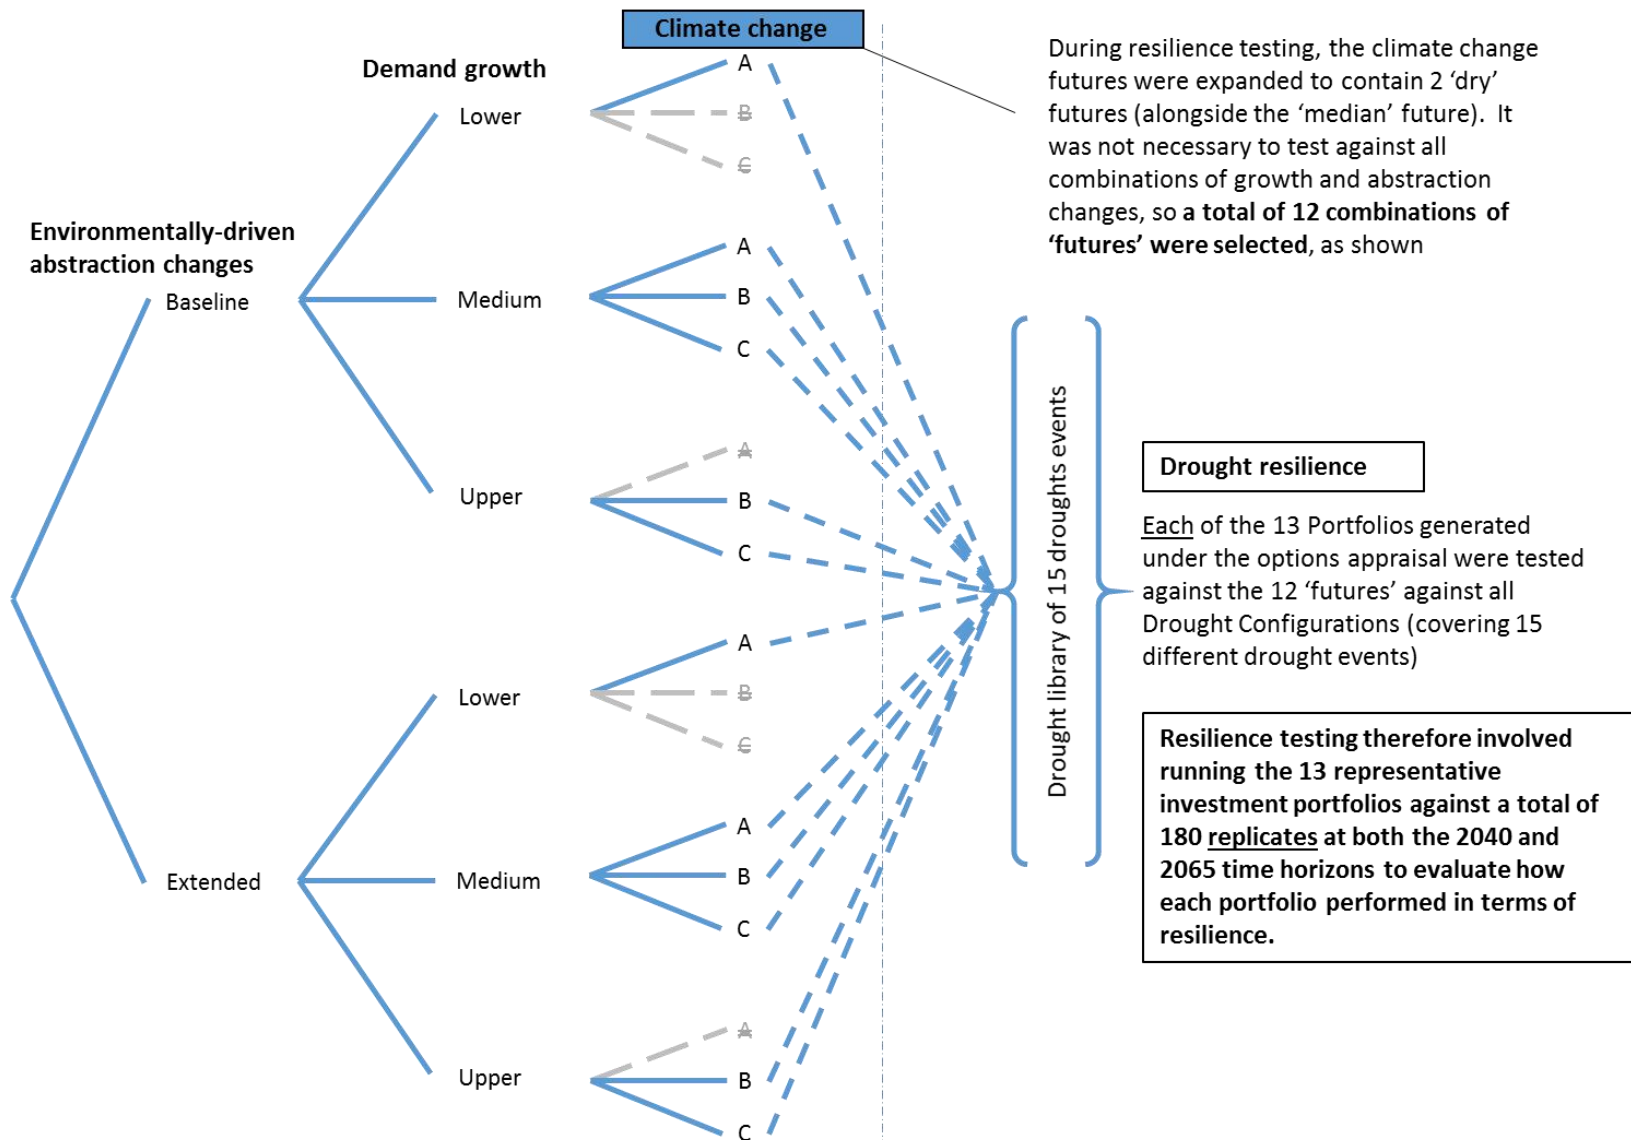 Climate change
During resilience testing, the climate change
futures were expanded to contain 2 ‘dry’
futures (alongside the ‘median’ future).  It
was not necessary to test against all
combinations of growth and abstraction
changes, so a total of 12 combinations of
‘futures’ were selected, as shown
Demand growth
Environmentally-driven
abstraction changes
Baseline
Lower
A
B
C
Medium
A
B
C
Upper
A
B
C
Extended
Lower
A
B
C
Medium
A
B
C
Upper
A
B
C
Drought library of 15 droughts events
Drought resilience
Each of the 13 Portfolios generated
under the options appraisal were tested
against the 12 ‘futures’ against all
Drought Configurations (covering 15
different drought events)
Resilience testing therefore involved
running the 13 representative
investment portfolios against a total of
180 replicates at both the 2040 and
2065 time horizons to evaluate how
each portfolio performed in terms of
resilience.